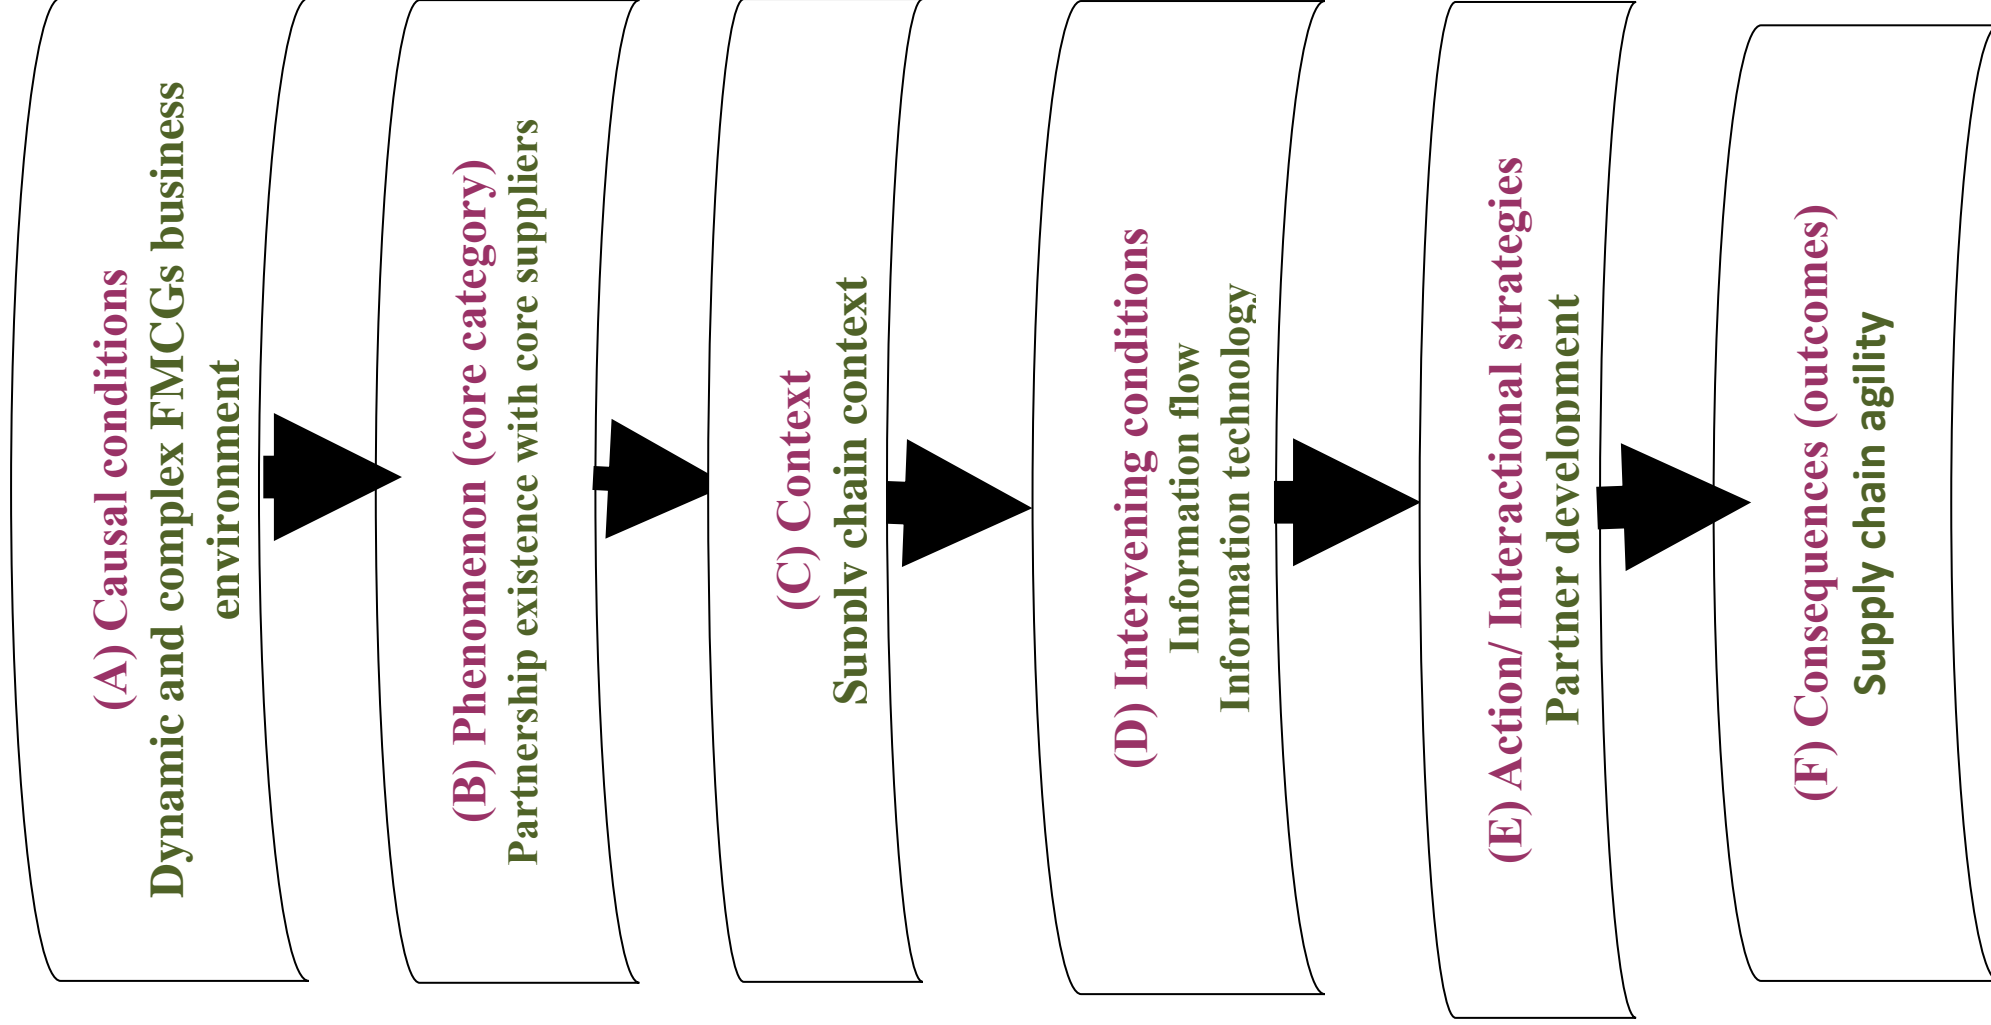 (A) Causal conditions
Dynamic and complex FMCGs business
environment
(B) Phenomenon (core category)
Partnership existence with core suppliers
(C) Context
Supply chain context
(D) Intervening conditions
Information flow
Information technology
(E) Action/ Interactional strategies
Partner development
(F) Consequences (outcomes)
Supply chain agility